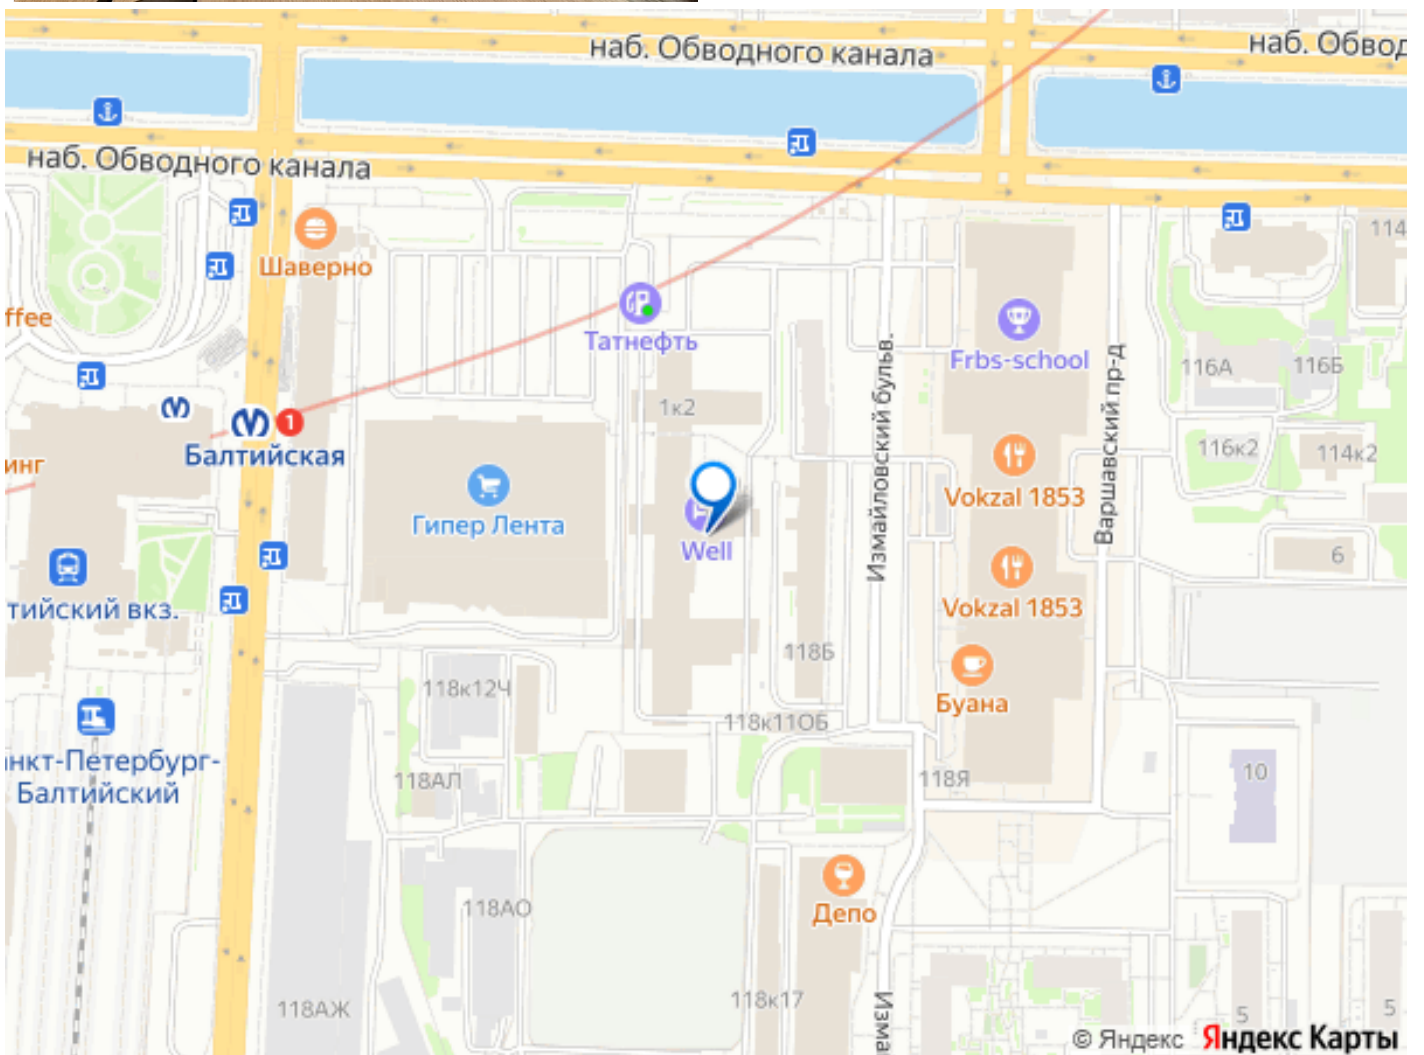 наб. Обводного канала
наб. Обвод
наб. Обводного канала
Шаверно
114
ffee
Татнефть
Frbs-school
116А
116Б
1к2
1
Балтийская
Измайловский бульв.
Варшавский пр-д
116к2
114к2
инг
Гипер Лента
Vokzal 1853
Well
6
тийский вкз.
Vokzal 1853
118Б
118к12Ч
Буана
118к11ОБ
нкт-Петербург-
Балтийский
118АЛ
118Я
10
Депо
118АО
118АЖ
118к17
Изма
5
5
© Яндекс Яндекс Карты